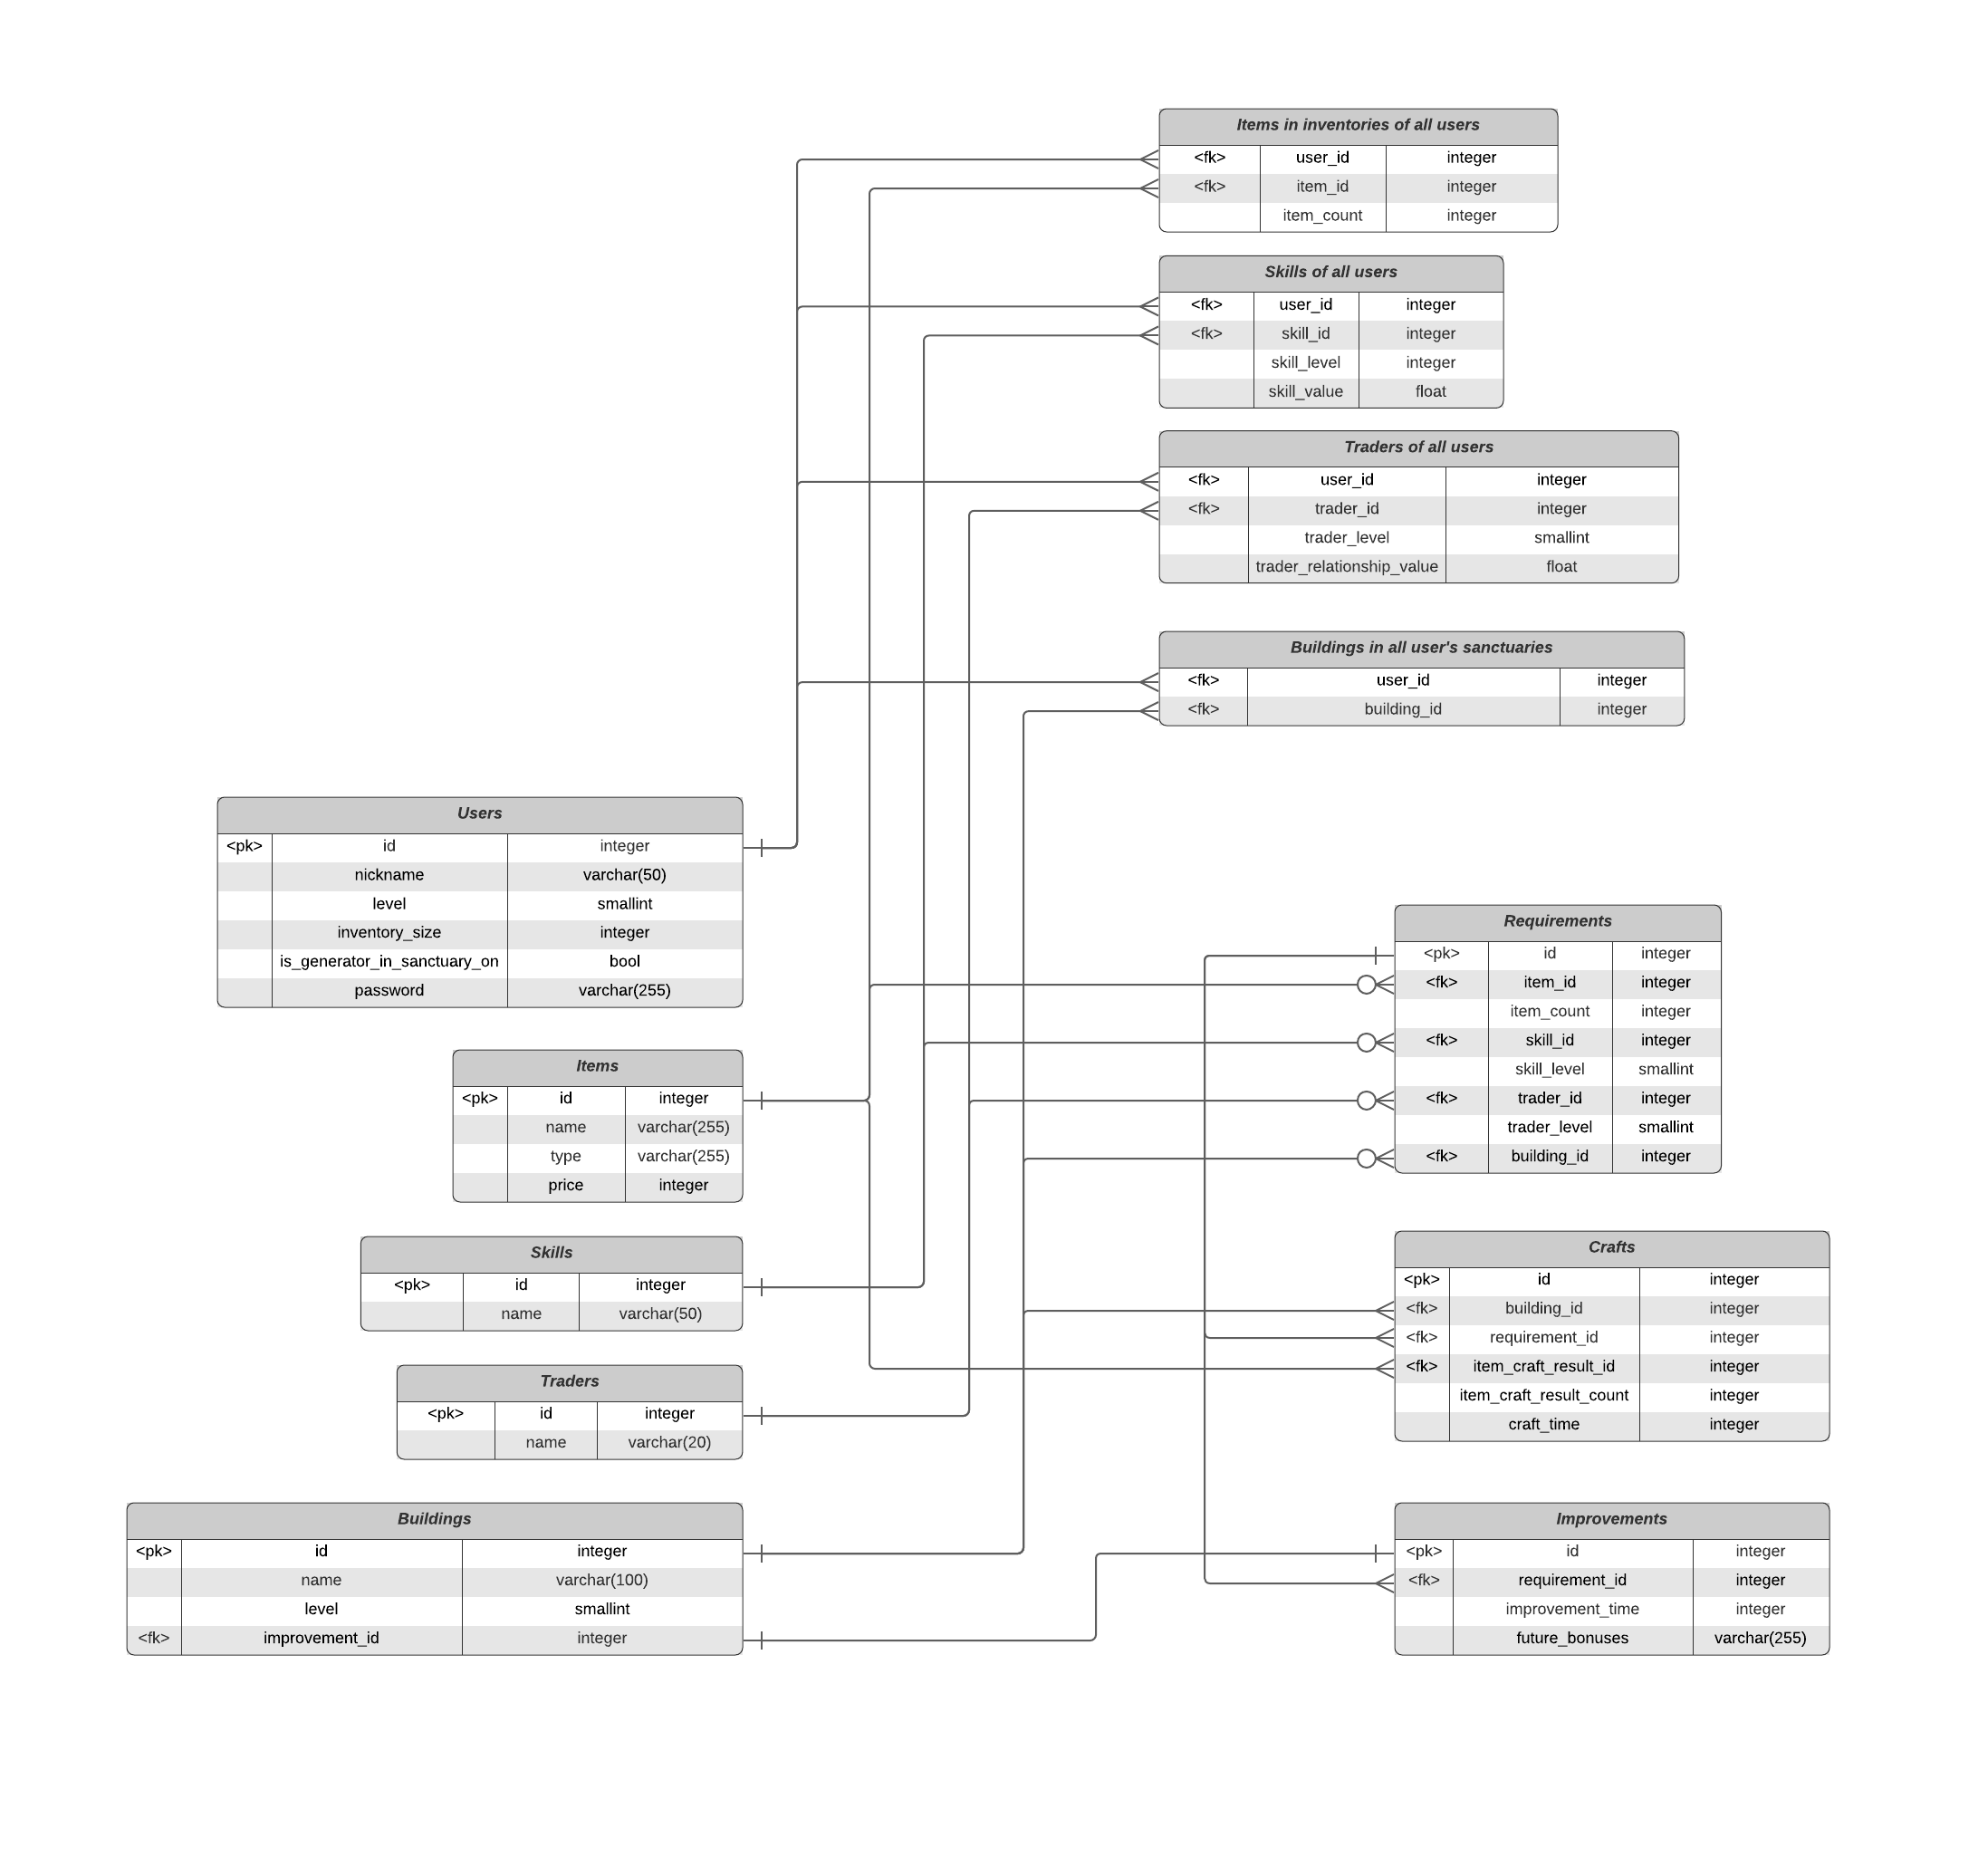 Items in inventories of all users
<fk> user_id integer
<fk> item_id integer
item_count integer
Skills of all users
<fk> user_id integer
<fk> skill_id integer
skill_level integer
skill_value float
Traders of all users
<fk> user_id integer
<fk> trader_id integer
trader_level smallint
trader_relationship_value float
Buildings in all user's sanctuaries
<fk> user_id integer
<fk> building_id integer
Users
<pk> id integer
nickname varchar(50)
level smallint
inventory_size integer
is_generator_in_sanctuary_on bool
password varchar(255)
Requirements
<pk> id integer
<fk> item_id integer
item_count integer
<fk> skill_id integer
skill_level smallint
<fk> trader_id integer
trader_level smallint
<fk> building_id integer
Items
<pk> id integer
name varchar(255)
type varchar(255)
price integer
Skills
<pk> id integer
name varchar(50)
Crafts
<pk> id integer
<fk> building_id integer
<fk> requirement_id integer
<fk> item_craft_result_id integer
item_craft_result_count integer
craft_time integer
Traders
<pk> id integer
name varchar(20)
Buildings
<pk> id integer
name varchar(100)
level smallint
<fk> improvement_id integer
Improvements
<pk> id integer
<fk> requirement_id integer
improvement_time integer
future_bonuses varchar(255)